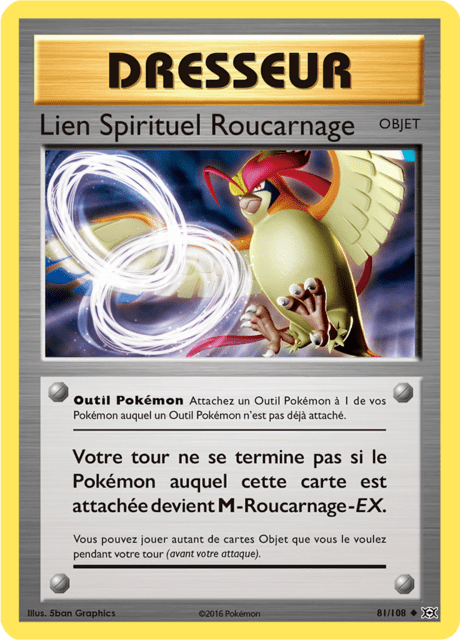 DRESSEUR
Lien Spirituel Roucarnage OBJET
Outil Pokémon Attachez un Outil Pokémon à 1 de vos
Pokémon auquel un Outil Pokémon n'est pas déjà attaché.
Votre tour ne se termine pas si le
Pokémon auquel cette carte est
attachée devient M-Roucarnage-EX.
Vous pouvez jouer autant de cartes Objet que vous le voulez
pendant votre tour (avant votre attaque).
Illus. 5ban Graphics ©2016 Pokémon 81/108